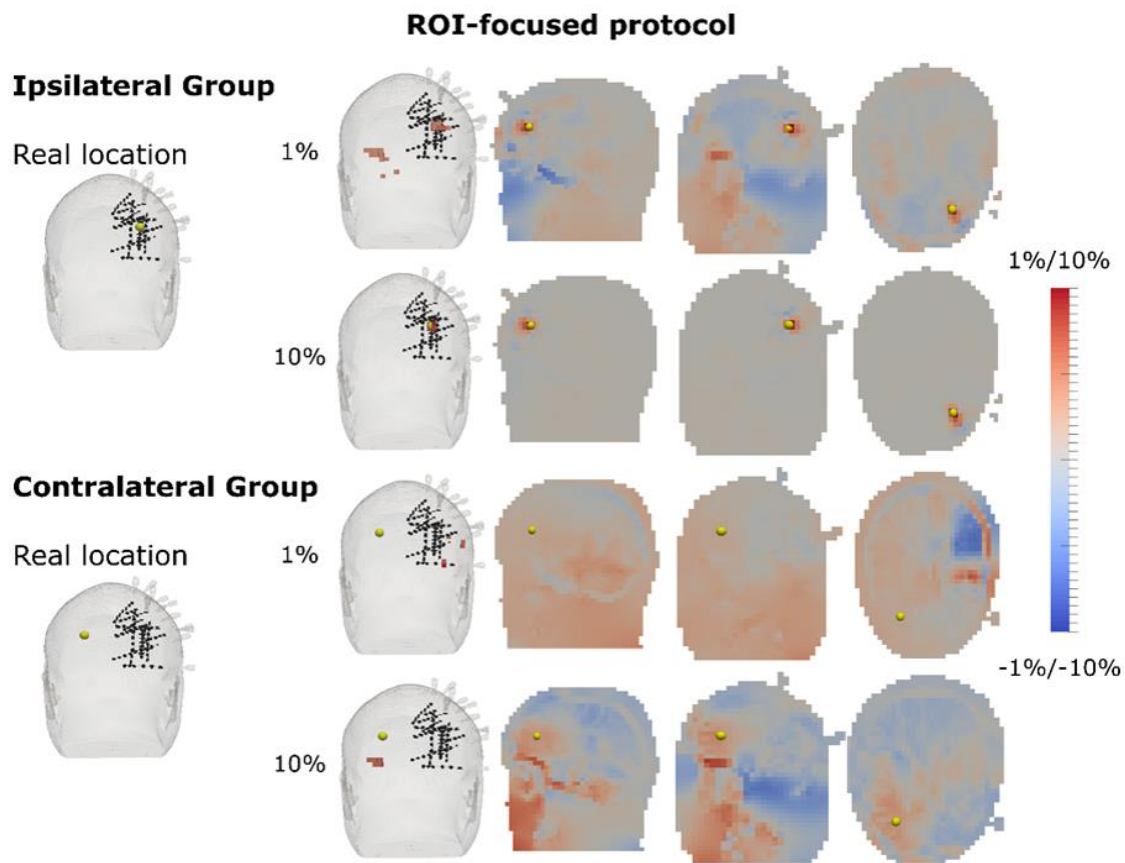 ROI-focused protocol
Ipsilateral Group
Real location
1%
10%
1%/10%
Contralateral Group
Real location
1%
10%
-1%/-10%